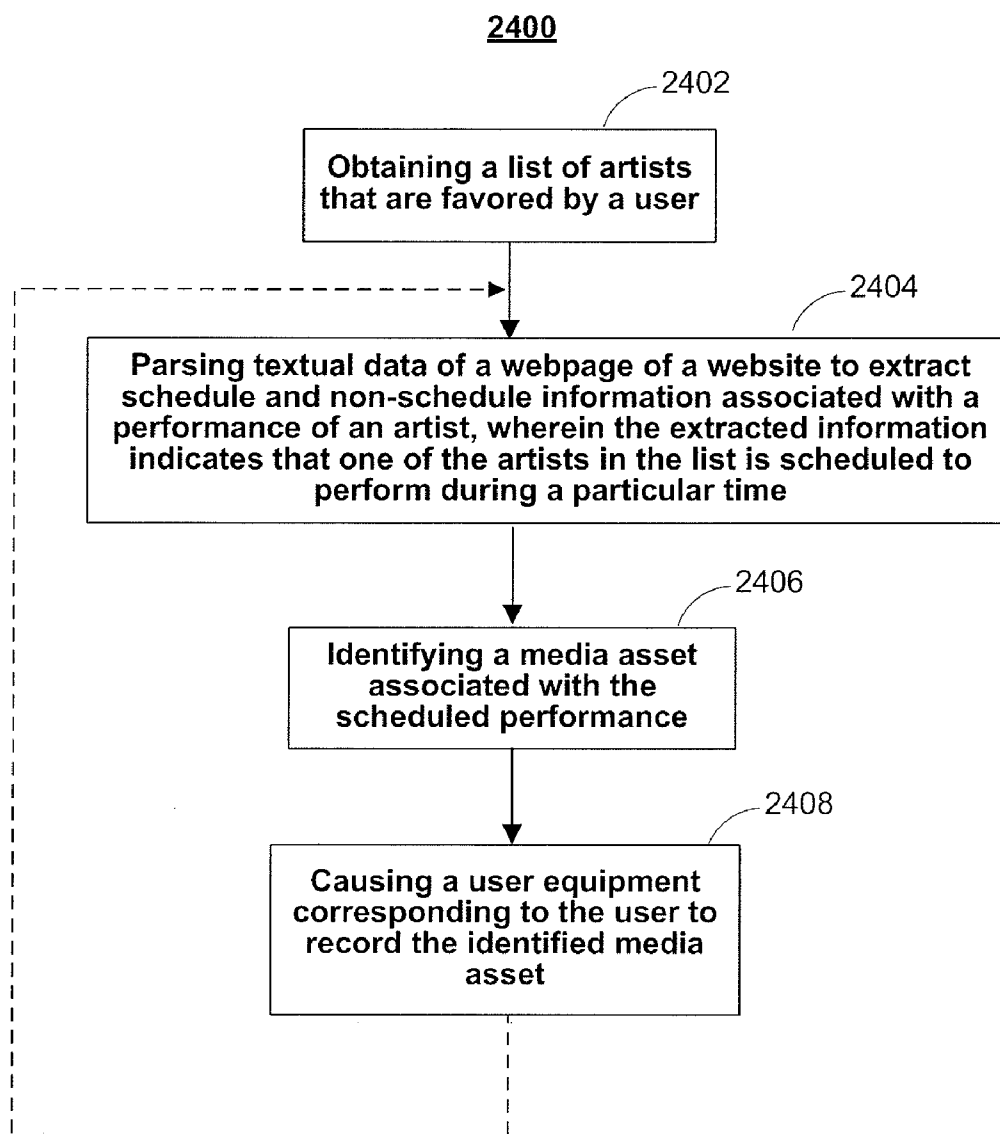 2400
2402
Obtaining a list of artists
that are favored by a user
2404
Parsing textual data of a webpage of a website to extract
schedule and non-schedule information associated with a
performance of an artist, wherein the extracted information
indicates that one of the artists in the list is scheduled to
perform during a particular time
2406
Identifying a media asset
associated with the
scheduled performance
2408
Causing a user equipment
corresponding to the user to
record the identified media
asset